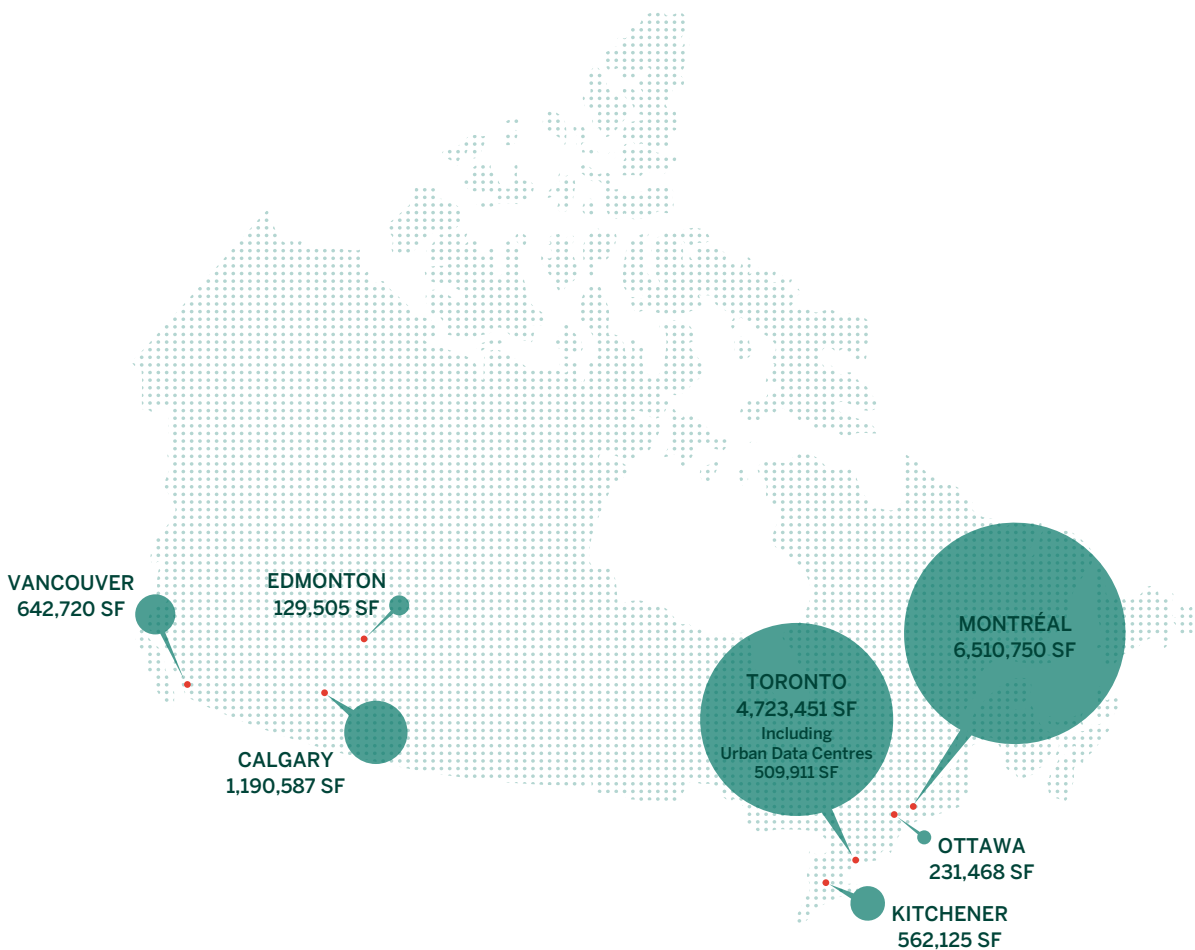 VANCOUVER
642,720 SF
EDMONTON
129,505 SF
CALGARY
1,190,587 SF
TORONTO
4,723,451 SF
Including
Urban Data Centres
509,911 SF
MONTRÉAL
6,510,750 SF
OTTAWA
231,468 SF
KITCHENER
562,125 SF